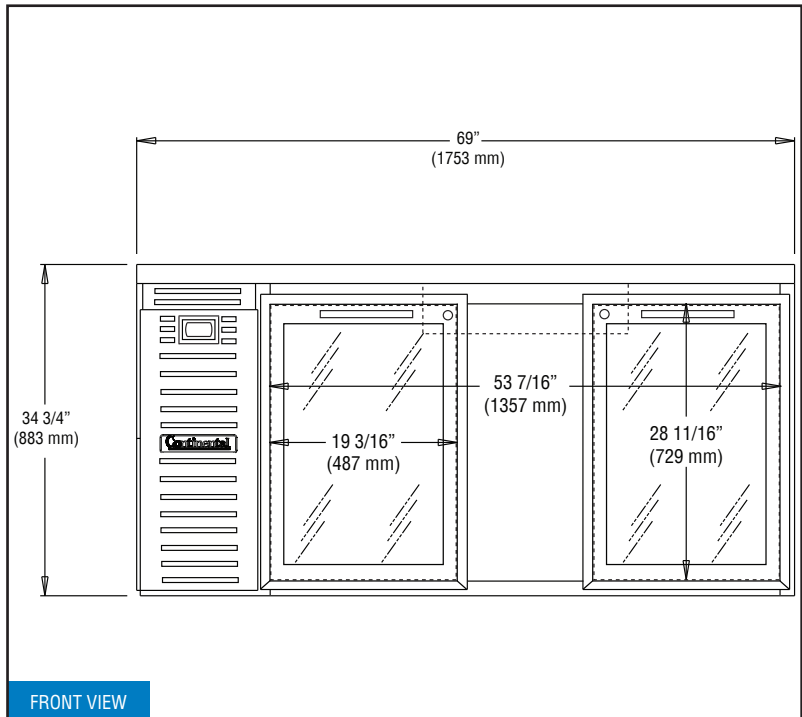 69”
(1753 mm)
34 3/4”
(883 mm)
Continental
53 7/16”
(1357 mm)
19 3/16”
(487 mm)
28 11/16”
(729 mm)
FRONT VIEW